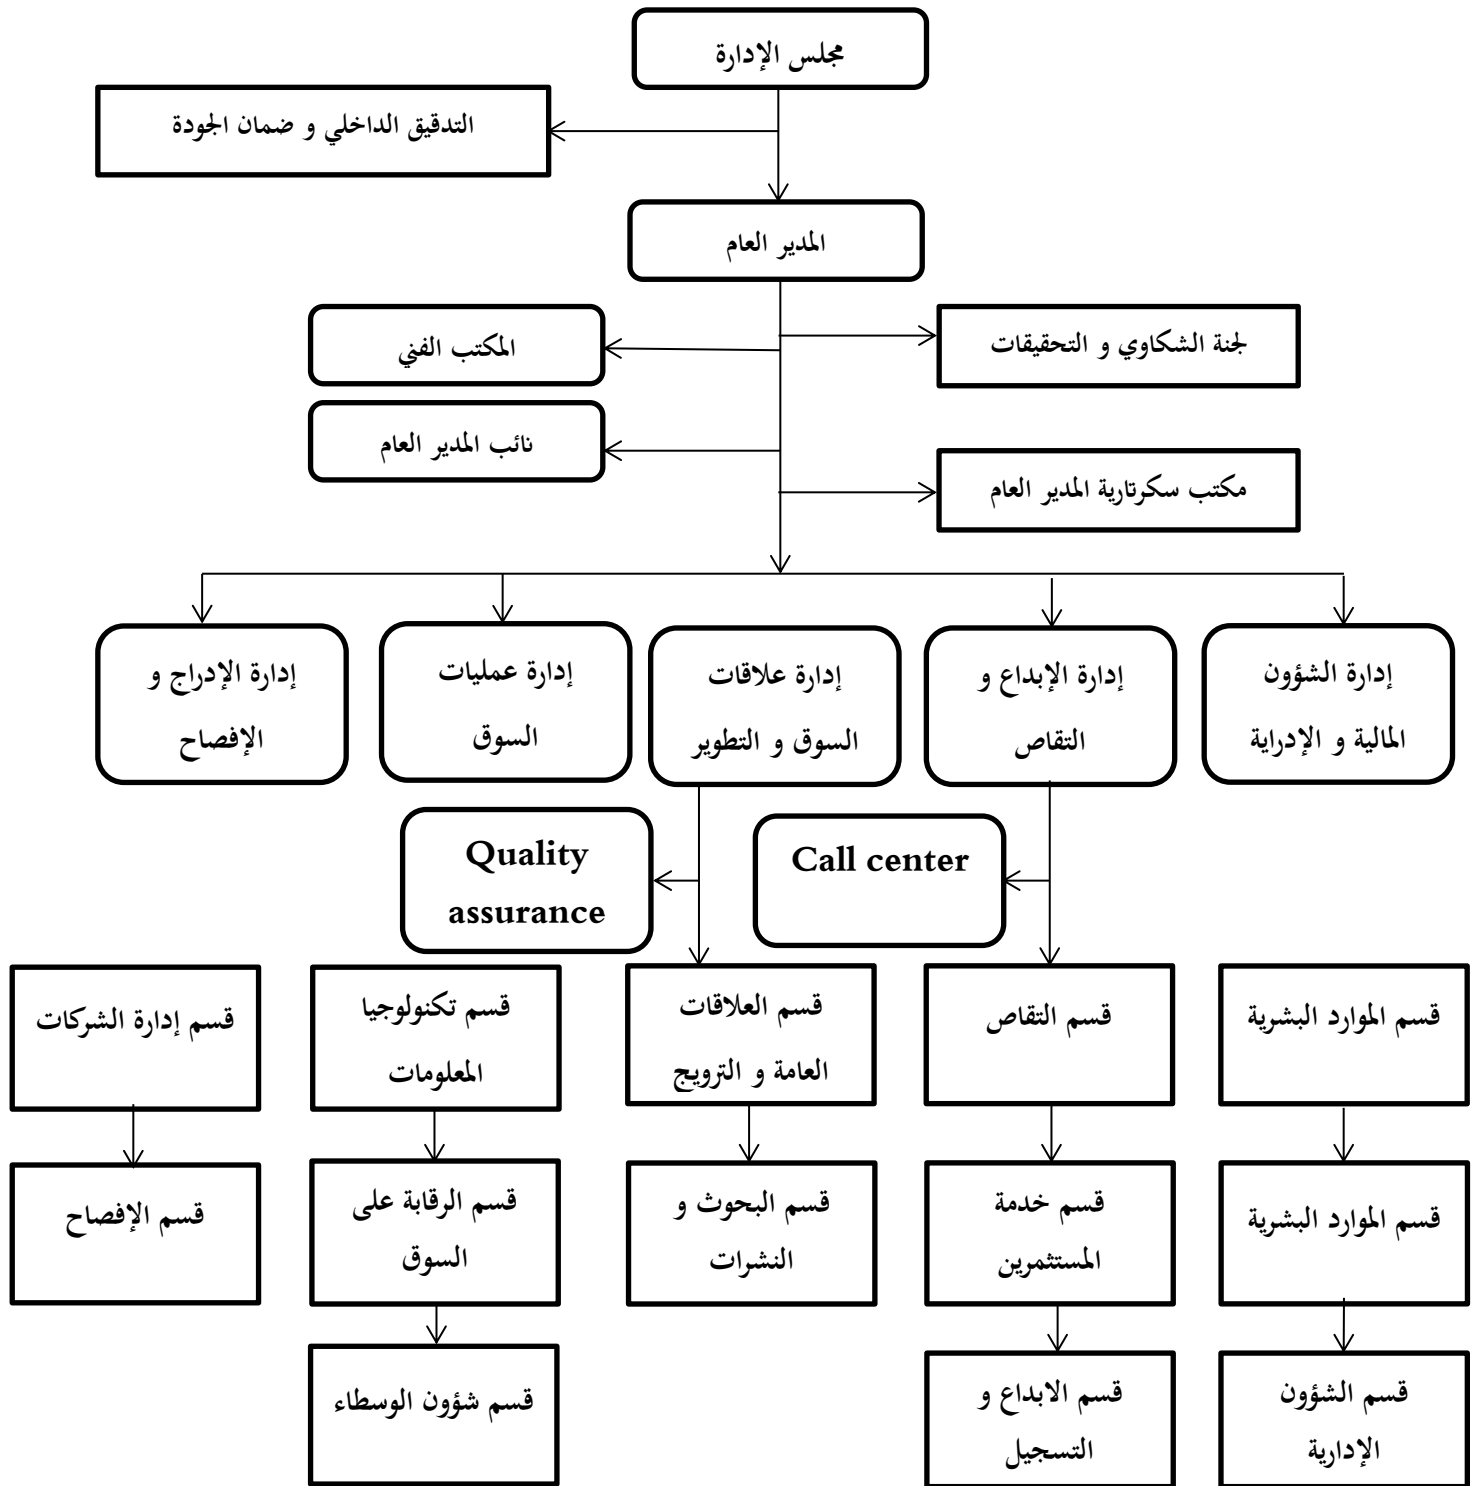 مجلس الإدارة
التدقيق الداخلي و ضمان الجودة
المدير العام
لجنة الشكاوي و التحقيقات
المكتب الفني
نائب المدير العام
مكتب سكرتارية المدير العام
إدارة الشؤون
المالية و الإدراية
إدارة الإبداع و
التقاص
إدارة علاقات
السوق و التطوير
إدارة عمليات
السوق
إدارة الإدراج و
الإفصاح
Call center
Quality
assurance
قسم الموارد البشرية
قسم التقاص
قسم العلاقات
العامة و الترويج
قسم تكنولوجيا
المعلومات
قسم إدارة الشركات
قسم الموارد البشرية
قسم خدمة
المستثمرين
قسم البحوث و
النشرات
قسم الرقابة على
السوق
قسم الإفصاح
قسم الشؤون
الإدارية
قسم الابداع و
التسجيل
قسم شؤون الوسطاء